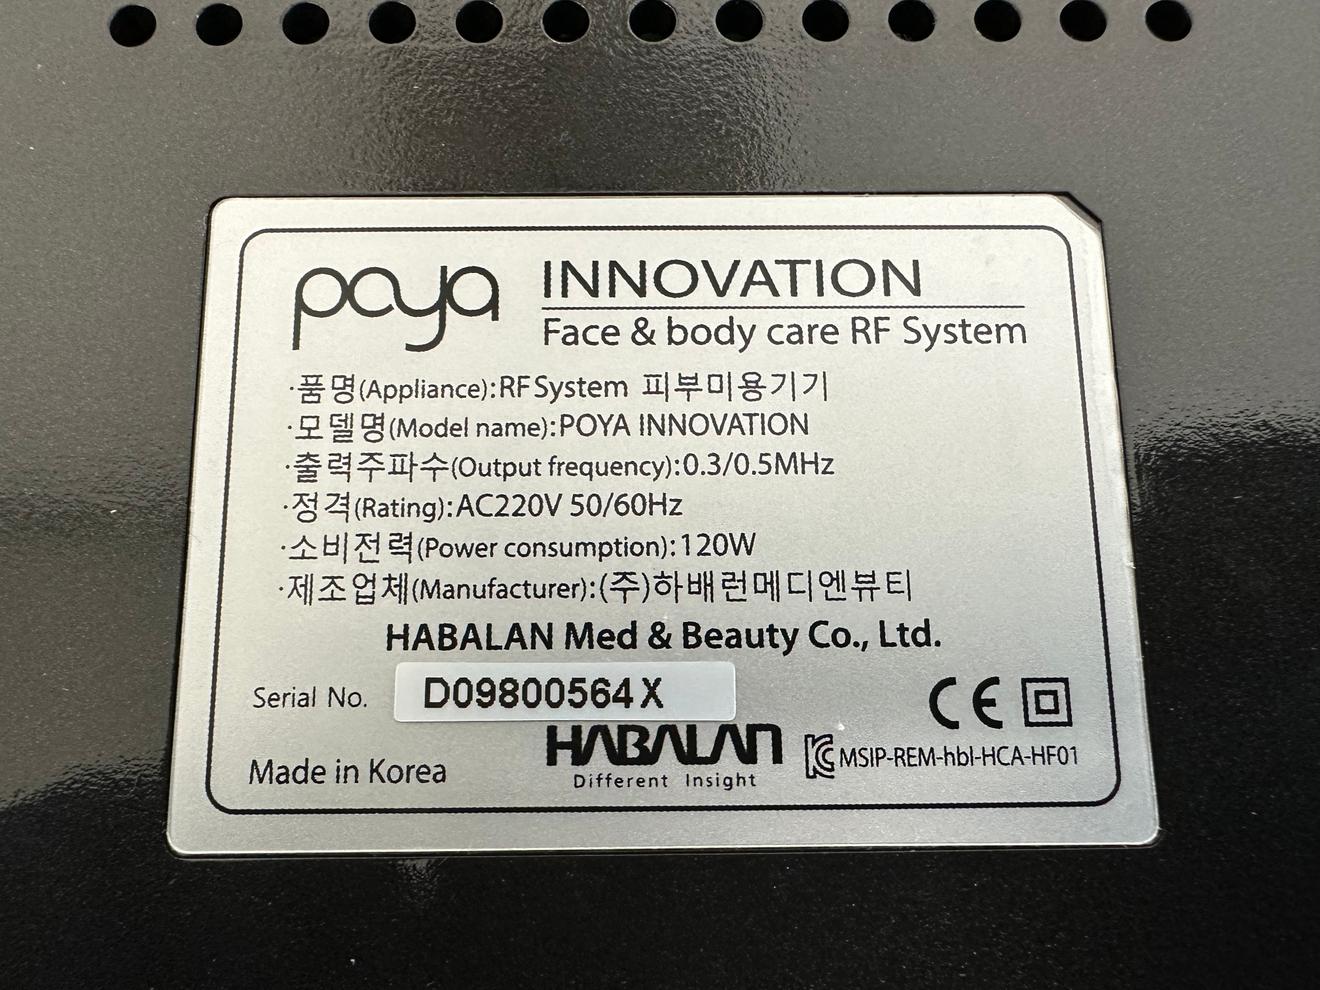 poya INNOVATION
Face & body care RF System
·품명(Appliance):RF System 피부미용기기
·모델명(Model name):POYA INNOVATION
·출력주파수(Output frequency):0.3/0.5MHz
·정격(Rating):AC220V 50/60Hz
·소비전력(Power consumption):120W
·제조업체(Manufacturer):(주)하배런메디엔뷰티
HABALAN Med & Beauty Co., Ltd.
Serial No. D09800564X
CE
HABALAN
Different Insight
Made in Korea
KC MSIP-REM-hbl-HCA-HF01